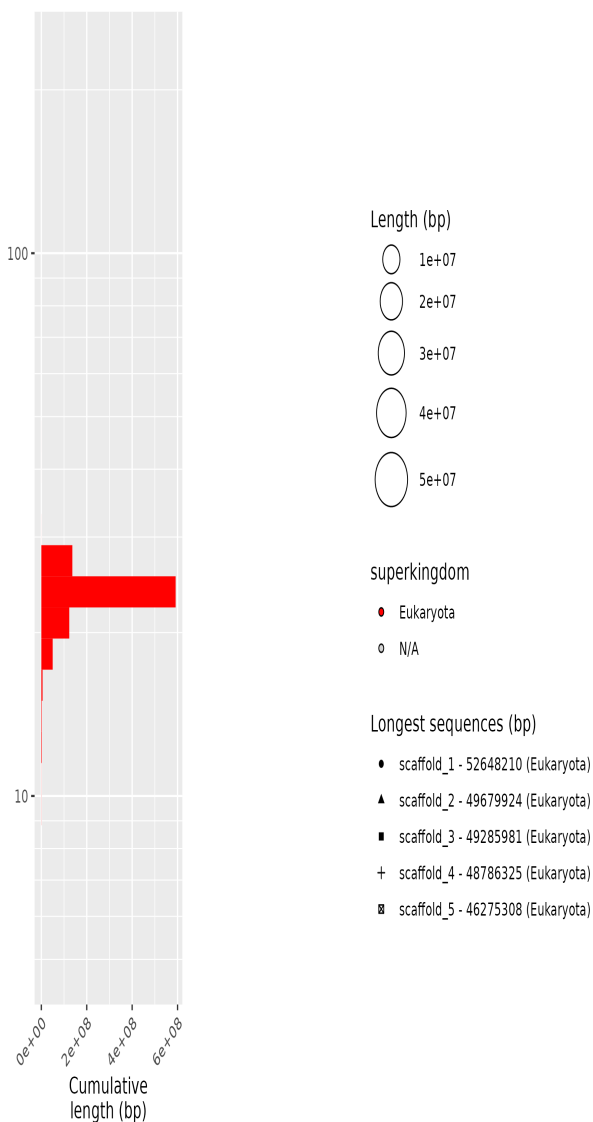 100
10
0e+00
2e+08
4e+08
6e+08
Cumulative
length (bp)
Length (bp)
1e+07
2e+07
3e+07
4e+07
5e+07
superkingdom
Eukaryota
N/A
Longest sequences (bp)
scaffold_1 - 52648210 (Eukaryota)
scaffold_2 - 49679924 (Eukaryota)
scaffold_3 - 49285981 (Eukaryota)
scaffold_4 - 48786325 (Eukaryota)
scaffold_5 - 46275308 (Eukaryota)